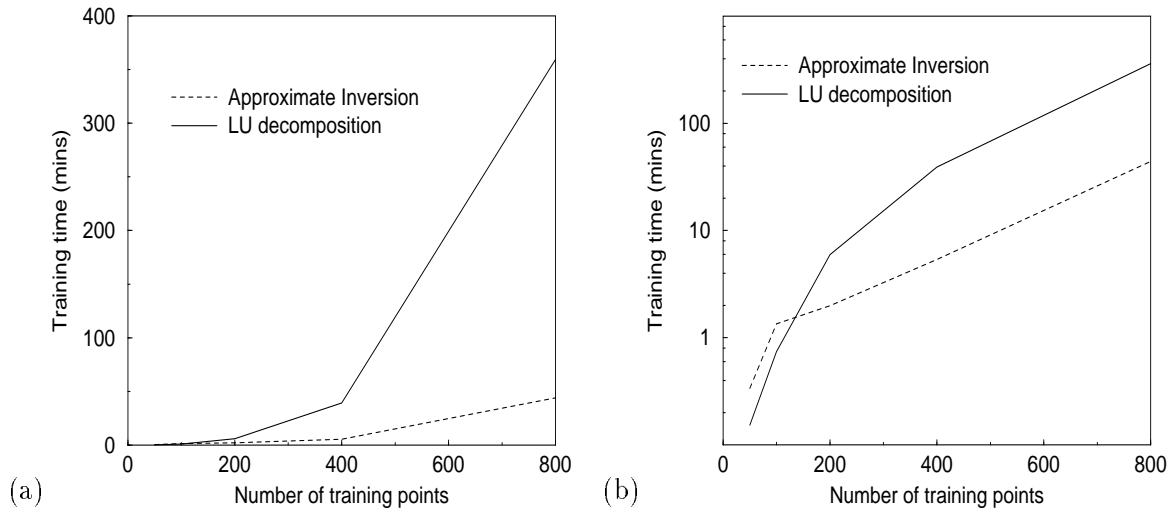 400
300
200
100
0
0
200
400
600
800
Training time (mins)
Number of training points
Approximate Inversion
LU decomposition
(a)
100
10
1
0
200
400
600
800
Training time (mins)
Number of training points
Approximate Inversion
LU decomposition
(b)